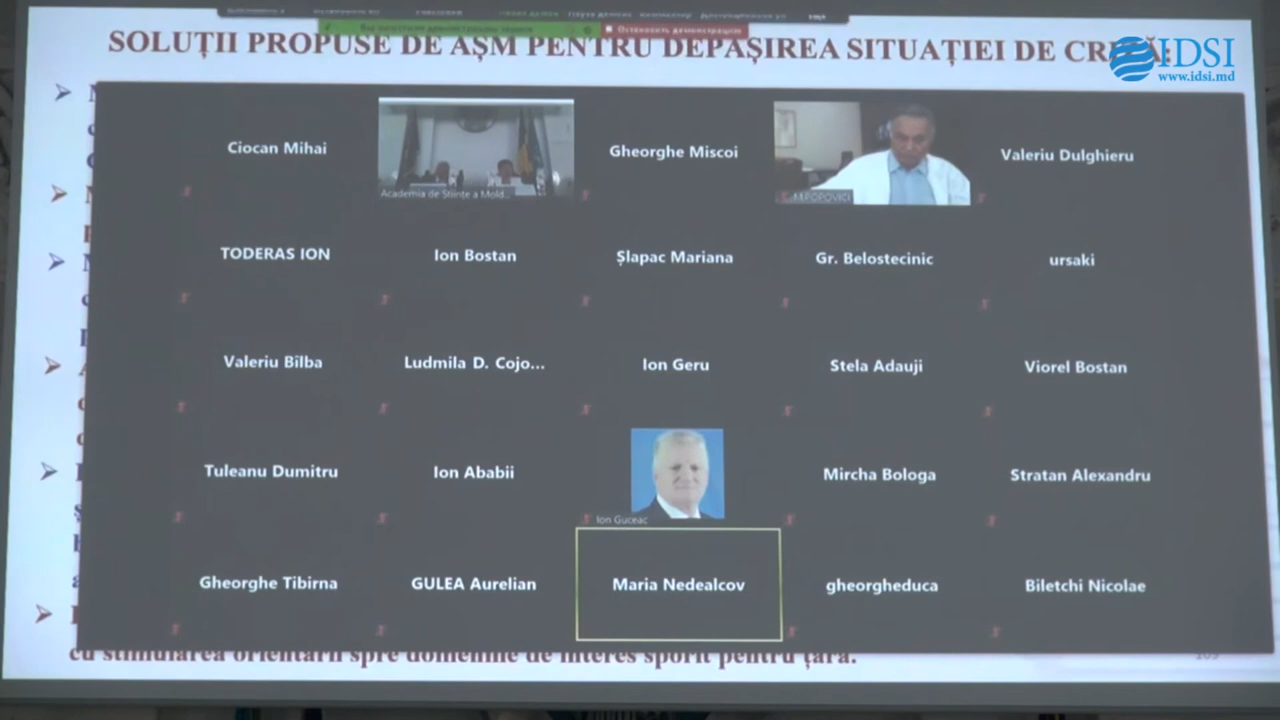 Остановить демонстрацию
SOLUȚII PROPUSE DE AȘM PENTRU DEPĂȘIREA SITUAȚIEI DE CRIZĂ:
IDSI
www.idsi.md
Ciocan Mihai
Academia de Științe a Mold...
Gheorghe Miscoi
Valeriu Dulghieru
TODERAS ION
Ion Bostan
Șlapac Mariana
Gr. Belostecinic
ursaki
Valeriu Bîlba
Ludmila D. Cojo...
Ion Geru
Stela Adauji
Viorel Bostan
Tuleanu Dumitru
Ion Ababii
Ion Guceac
Mircha Bologa
Stratan Alexandru
Gheorghe Tibirna
GULEA Aurelian
Maria Nedealcov
gheorgheduca
Biletchi Nicolae
cu stimularea orientării spre domeniile de interes sporit pentru țară.